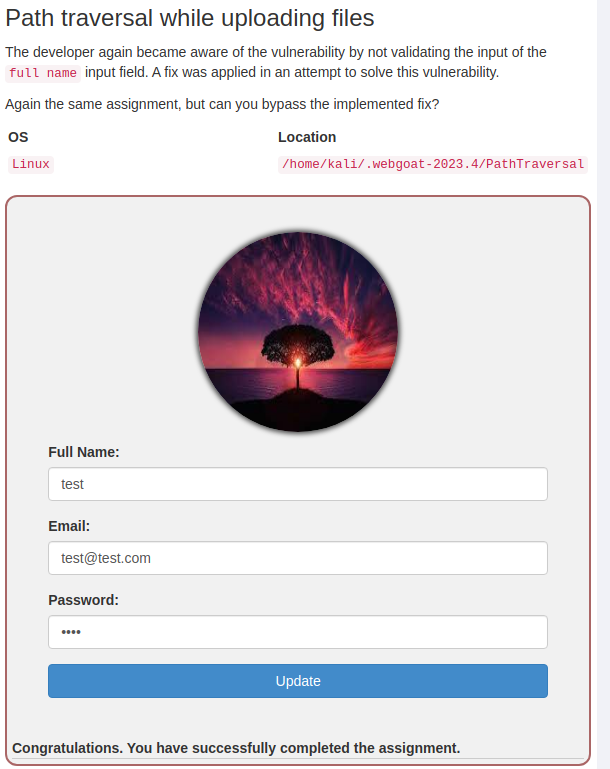 Path traversal while uploading files
The developer again became aware of the vulnerability by not validating the input of the
full name input field. A fix was applied in an attempt to solve this vulnerability.
Again the same assignment, but can you bypass the implemented fix?
OS Location
Linux /home/kali/.webgoat-2023.4/PathTraversal
Full Name:
test
Email:
test@test.com
Password:
••••
Update
Congratulations. You have successfully completed the assignment.